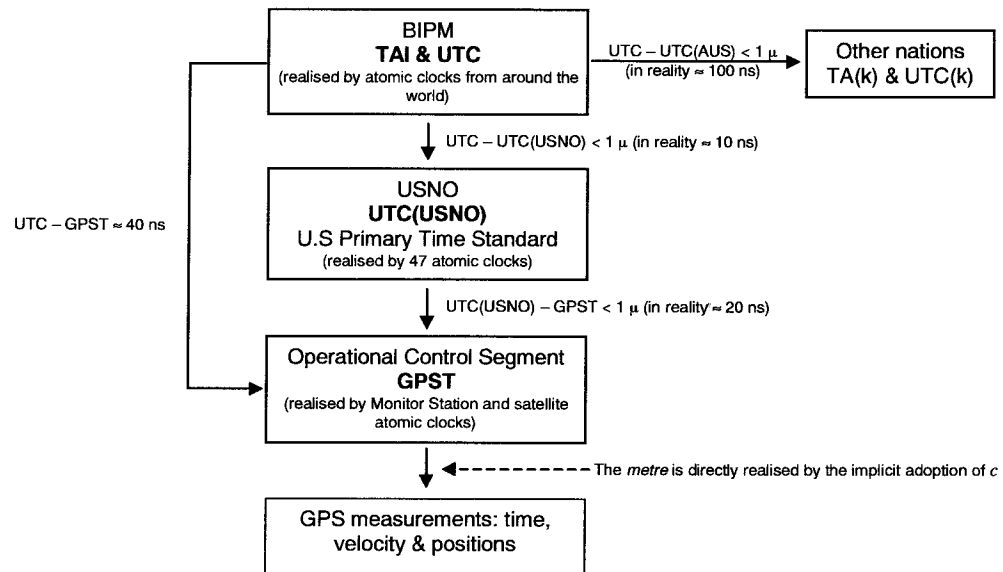 BIPM
TAI & UTC
(realised by atomic clocks from around the
world)
UTC – UTC(AUS) < 1 μ
(in reality ≈ 100 ns)
Other nations
TA(k) & UTC(k)
UTC – UTC(USNO) < 1 μ (in reality ≈ 10 ns)
USNO
UTC(USNO)
U.S Primary Time Standard
(realised by 47 atomic clocks)
UTC – GPST ≈ 40 ns
UTC(USNO) – GPST < 1 μ (in reality ≈ 20 ns)
Operational Control Segment
GPST
(realised by Monitor Station and satellite
atomic clocks)
The metre is directly realised by the implicit adoption of c
GPS measurements: time,
velocity & positions